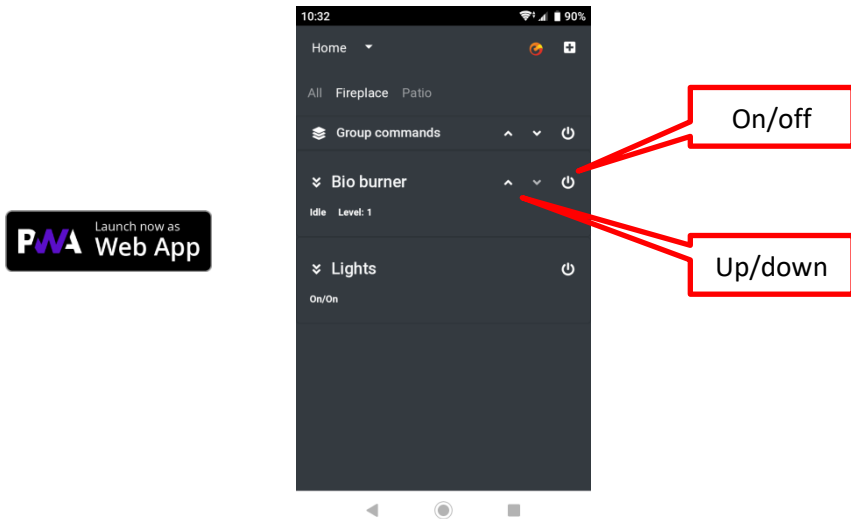 10:32 90%
Home
All Fireplace Patio
Group commands
Bio burner
Idle Level: 1
Lights
On/On
On/off
Up/down
PWA Launch now as
Web App